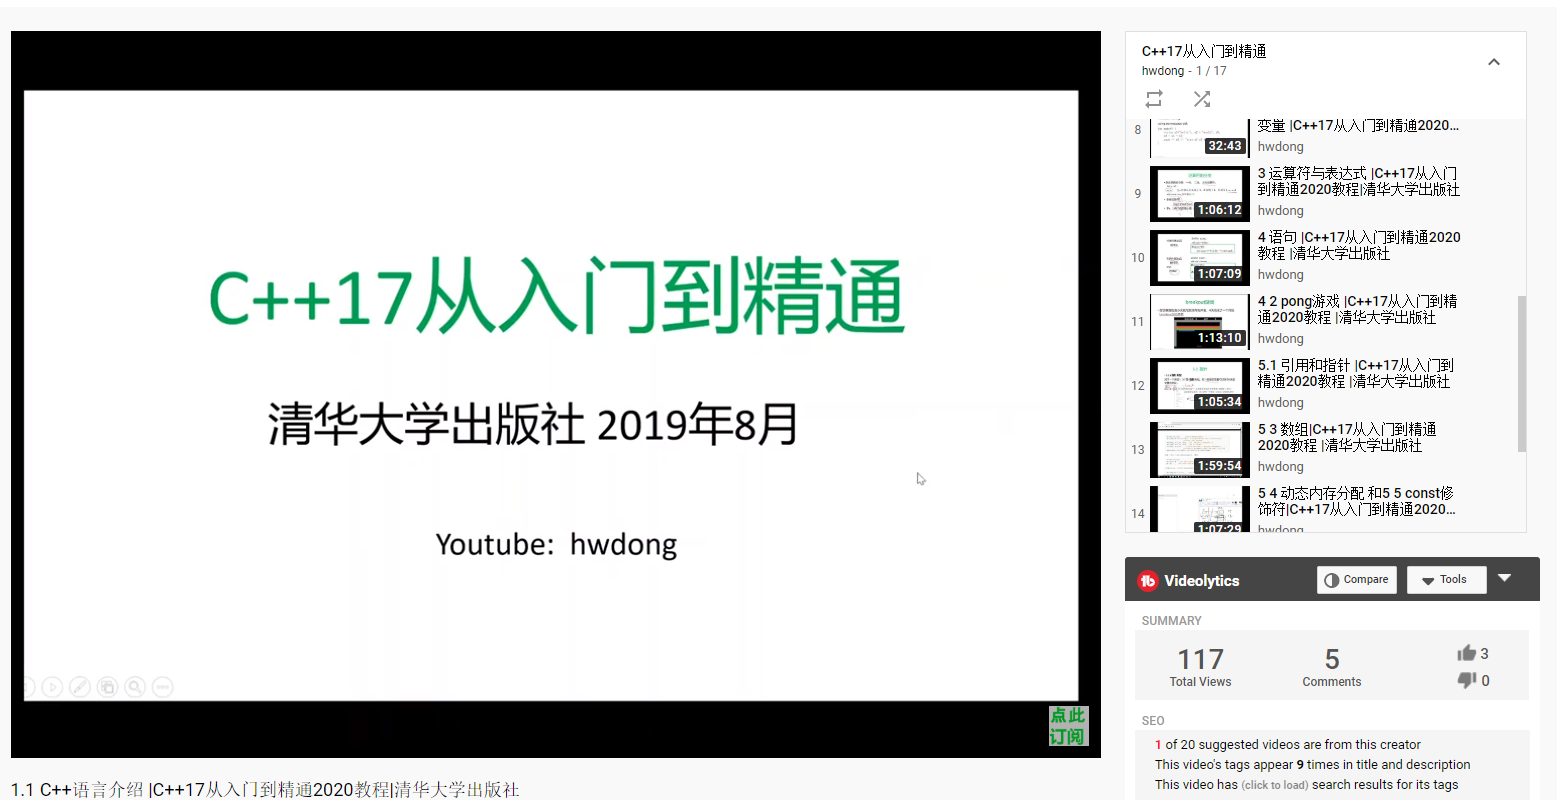 C++17从入门到精通
清华大学出版社 2019年8月
Youtube: hwdong
点此
订阅
1.1 C++语言介绍 |C++17从入门到精通2020教程|清华大学出版社
C++17从入门到精通
hwdong - 1 / 17
8
32:43
变量 |C++17从入门到精通2020...
hwdong
9
1:06:12
3 运算符与表达式 |C++17从入门
到精通2020教程|清华大学出版社
hwdong
10
1:07:09
4 语句 |C++17从入门到精通2020
教程 |清华大学出版社
hwdong
11
1:13:10
4 2 pong游戏 |C++17从入门到精
通2020教程 |清华大学出版社
hwdong
12
1:05:34
5.1 引用和指针 |C++17从入门到
精通2020教程 |清华大学出版社
hwdong
13
1:59:54
5 3 数组|C++17从入门到精通
2020教程 |清华大学出版社
hwdong
14
1:07:29
5 4 动态内存分配 和5 5 const修
饰符|C++17从入门到精通2020...
hwdong
Videolytics
Compare
Tools
SUMMARY
117
Total Views
5
Comments
3
0
SEO
1 of 20 suggested videos are from this creator
This video's tags appear 9 times in title and description
This video has (click to load) search results for its tags